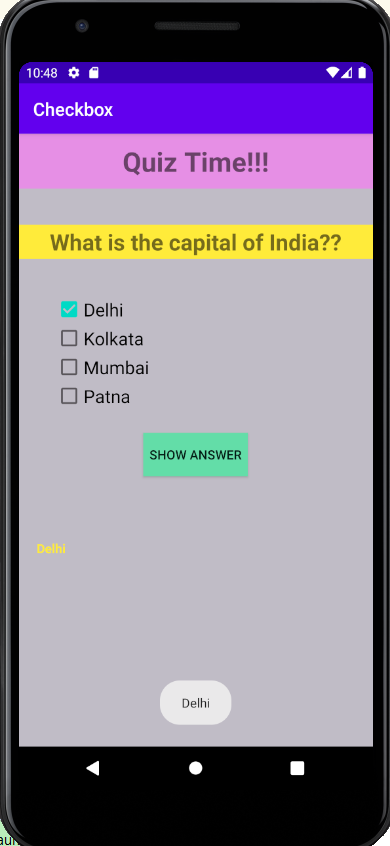 10:48
Checkbox
Quiz Time!!!
What is the capital of India??
Delhi
Kolkata
Mumbai
Patna
SHOW ANSWER
Delhi
Delhi